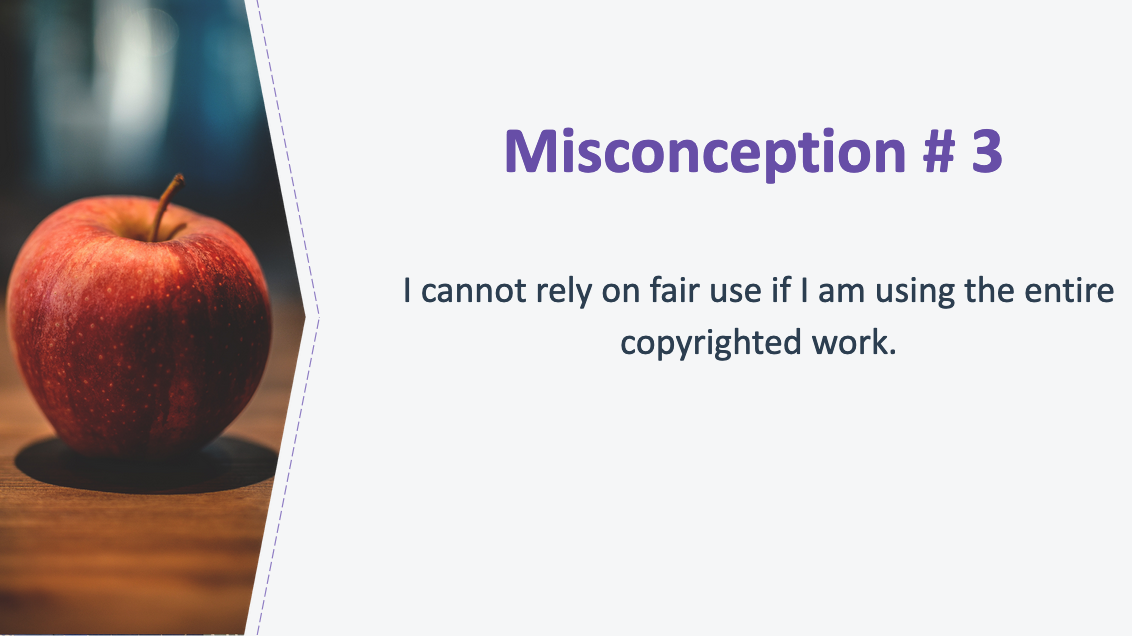 Misconception # 3
I cannot rely on fair use if I am using the entire
copyrighted work.